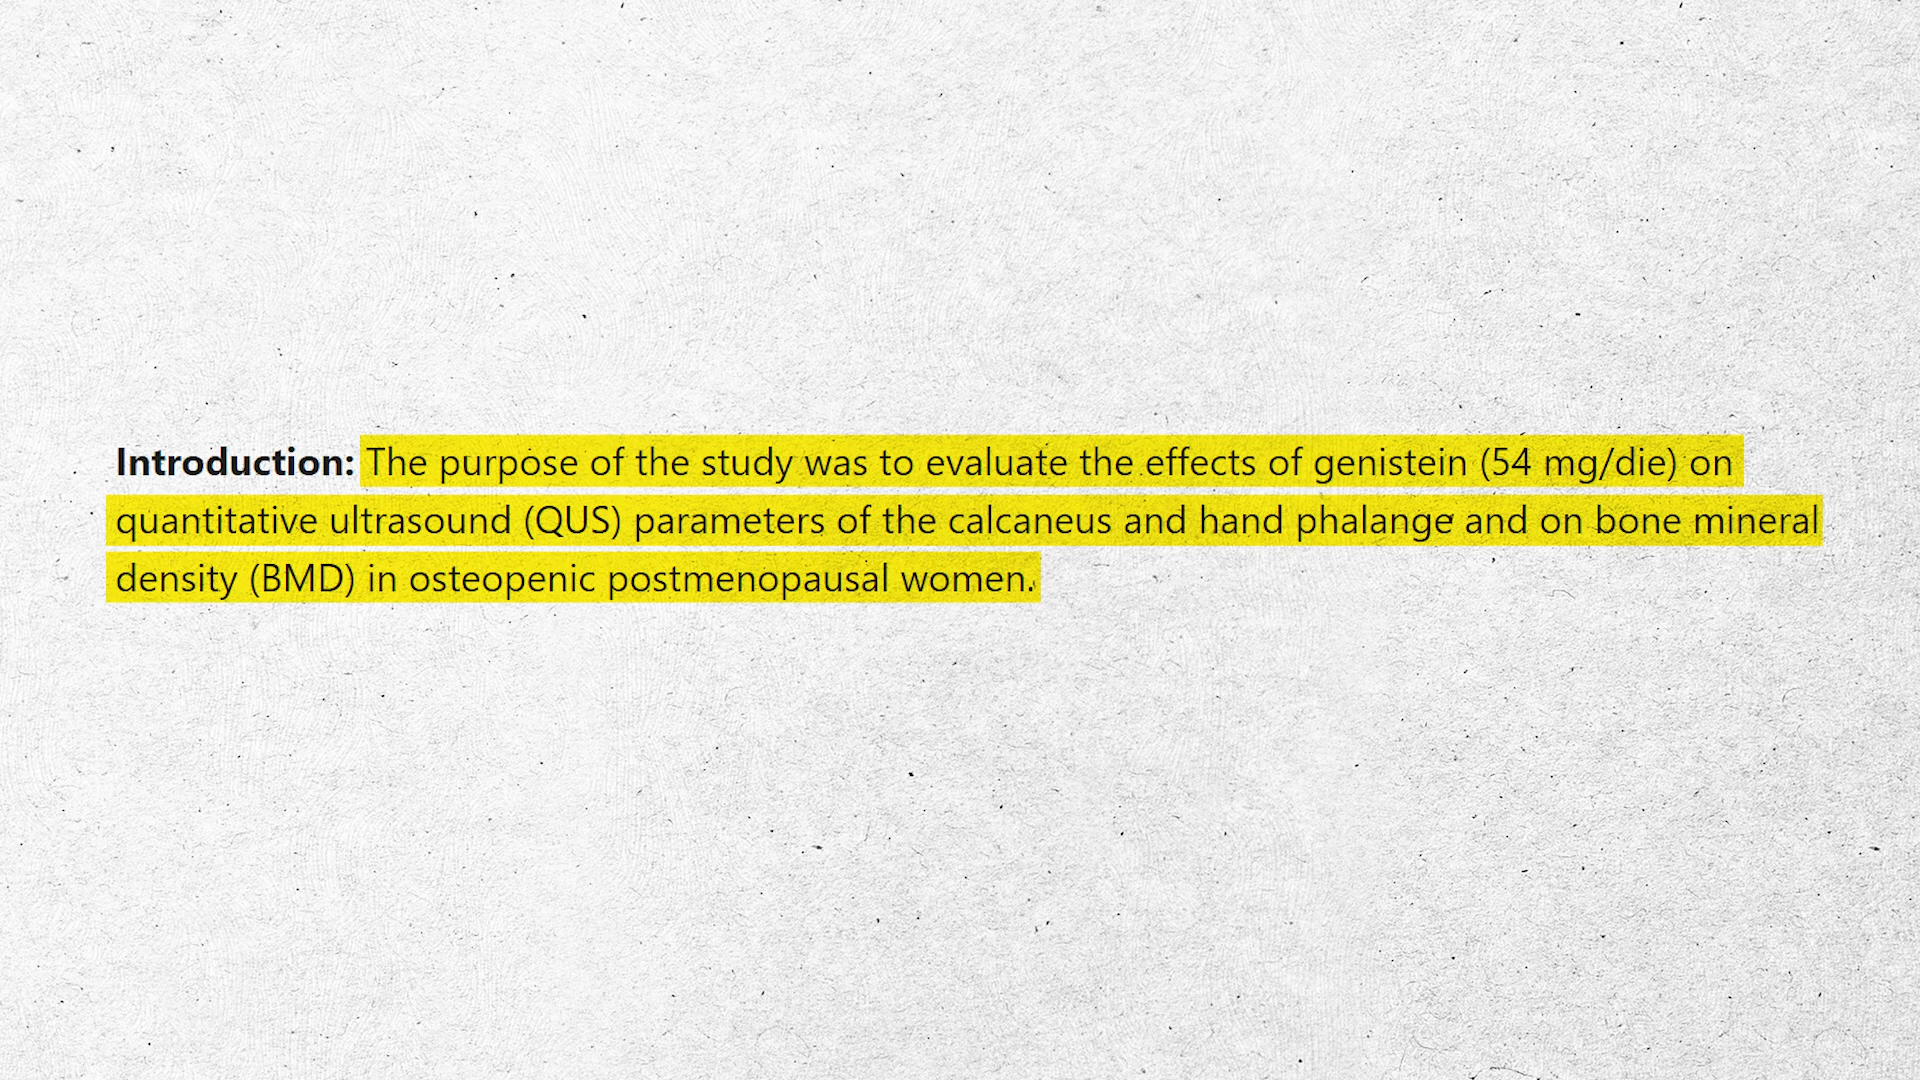 Introduction: The purpose of the study was to evaluate the effects of genistein (54 mg/die) on
quantitative ultrasound (QUS) parameters of the calcaneus and hand phalange and on bone mineral
density (BMD) in osteopenic postmenopausal women.